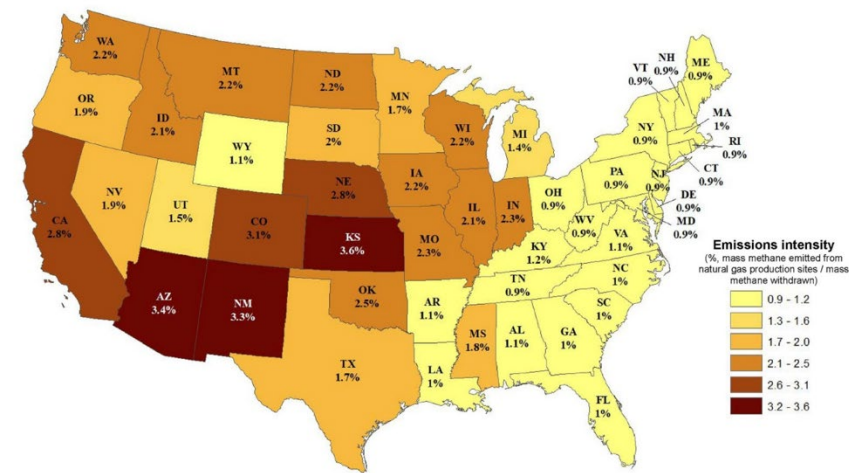 WA
2.2%
MT
2.2%
ND
2.2%
MN
1.7%
OR
1.9%
ID
2.1%
WY
1.1%
SD
2%
WI
2.2%
MI
1.4%
VT
0.9%
NH
0.9%
ME
0.9%
NY
0.9%
MA
1%
RI
0.9%
CT
0.9%
NV
1.9%
UT
1.5%
CO
3.1%
NE
2.8%
IA
2.2%
IL
2.1%
IN
2.3%
OH
0.9%
PA
0.9%
NJ
0.9%
DE
0.9%
MD
0.9%
CA
2.8%
KS
3.6%
MO
2.3%
KY
1.2%
WV
0.9%
VA
1.1%
AZ
3.4%
NM
3.3%
OK
2.5%
AR
1.1%
TN
0.9%
NC
1%
SC
1%
TX
1.7%
LA
1%
MS
1.8%
AL
1.1%
GA
1%
FL
1%
Emissions intensity
(%, mass methane emitted from
natural gas production sites / mass
methane withdrawn)
0.9 - 1.2
1.3 - 1.6
1.7 - 2.0
2.1 - 2.5
2.6 - 3.1
3.2 - 3.6